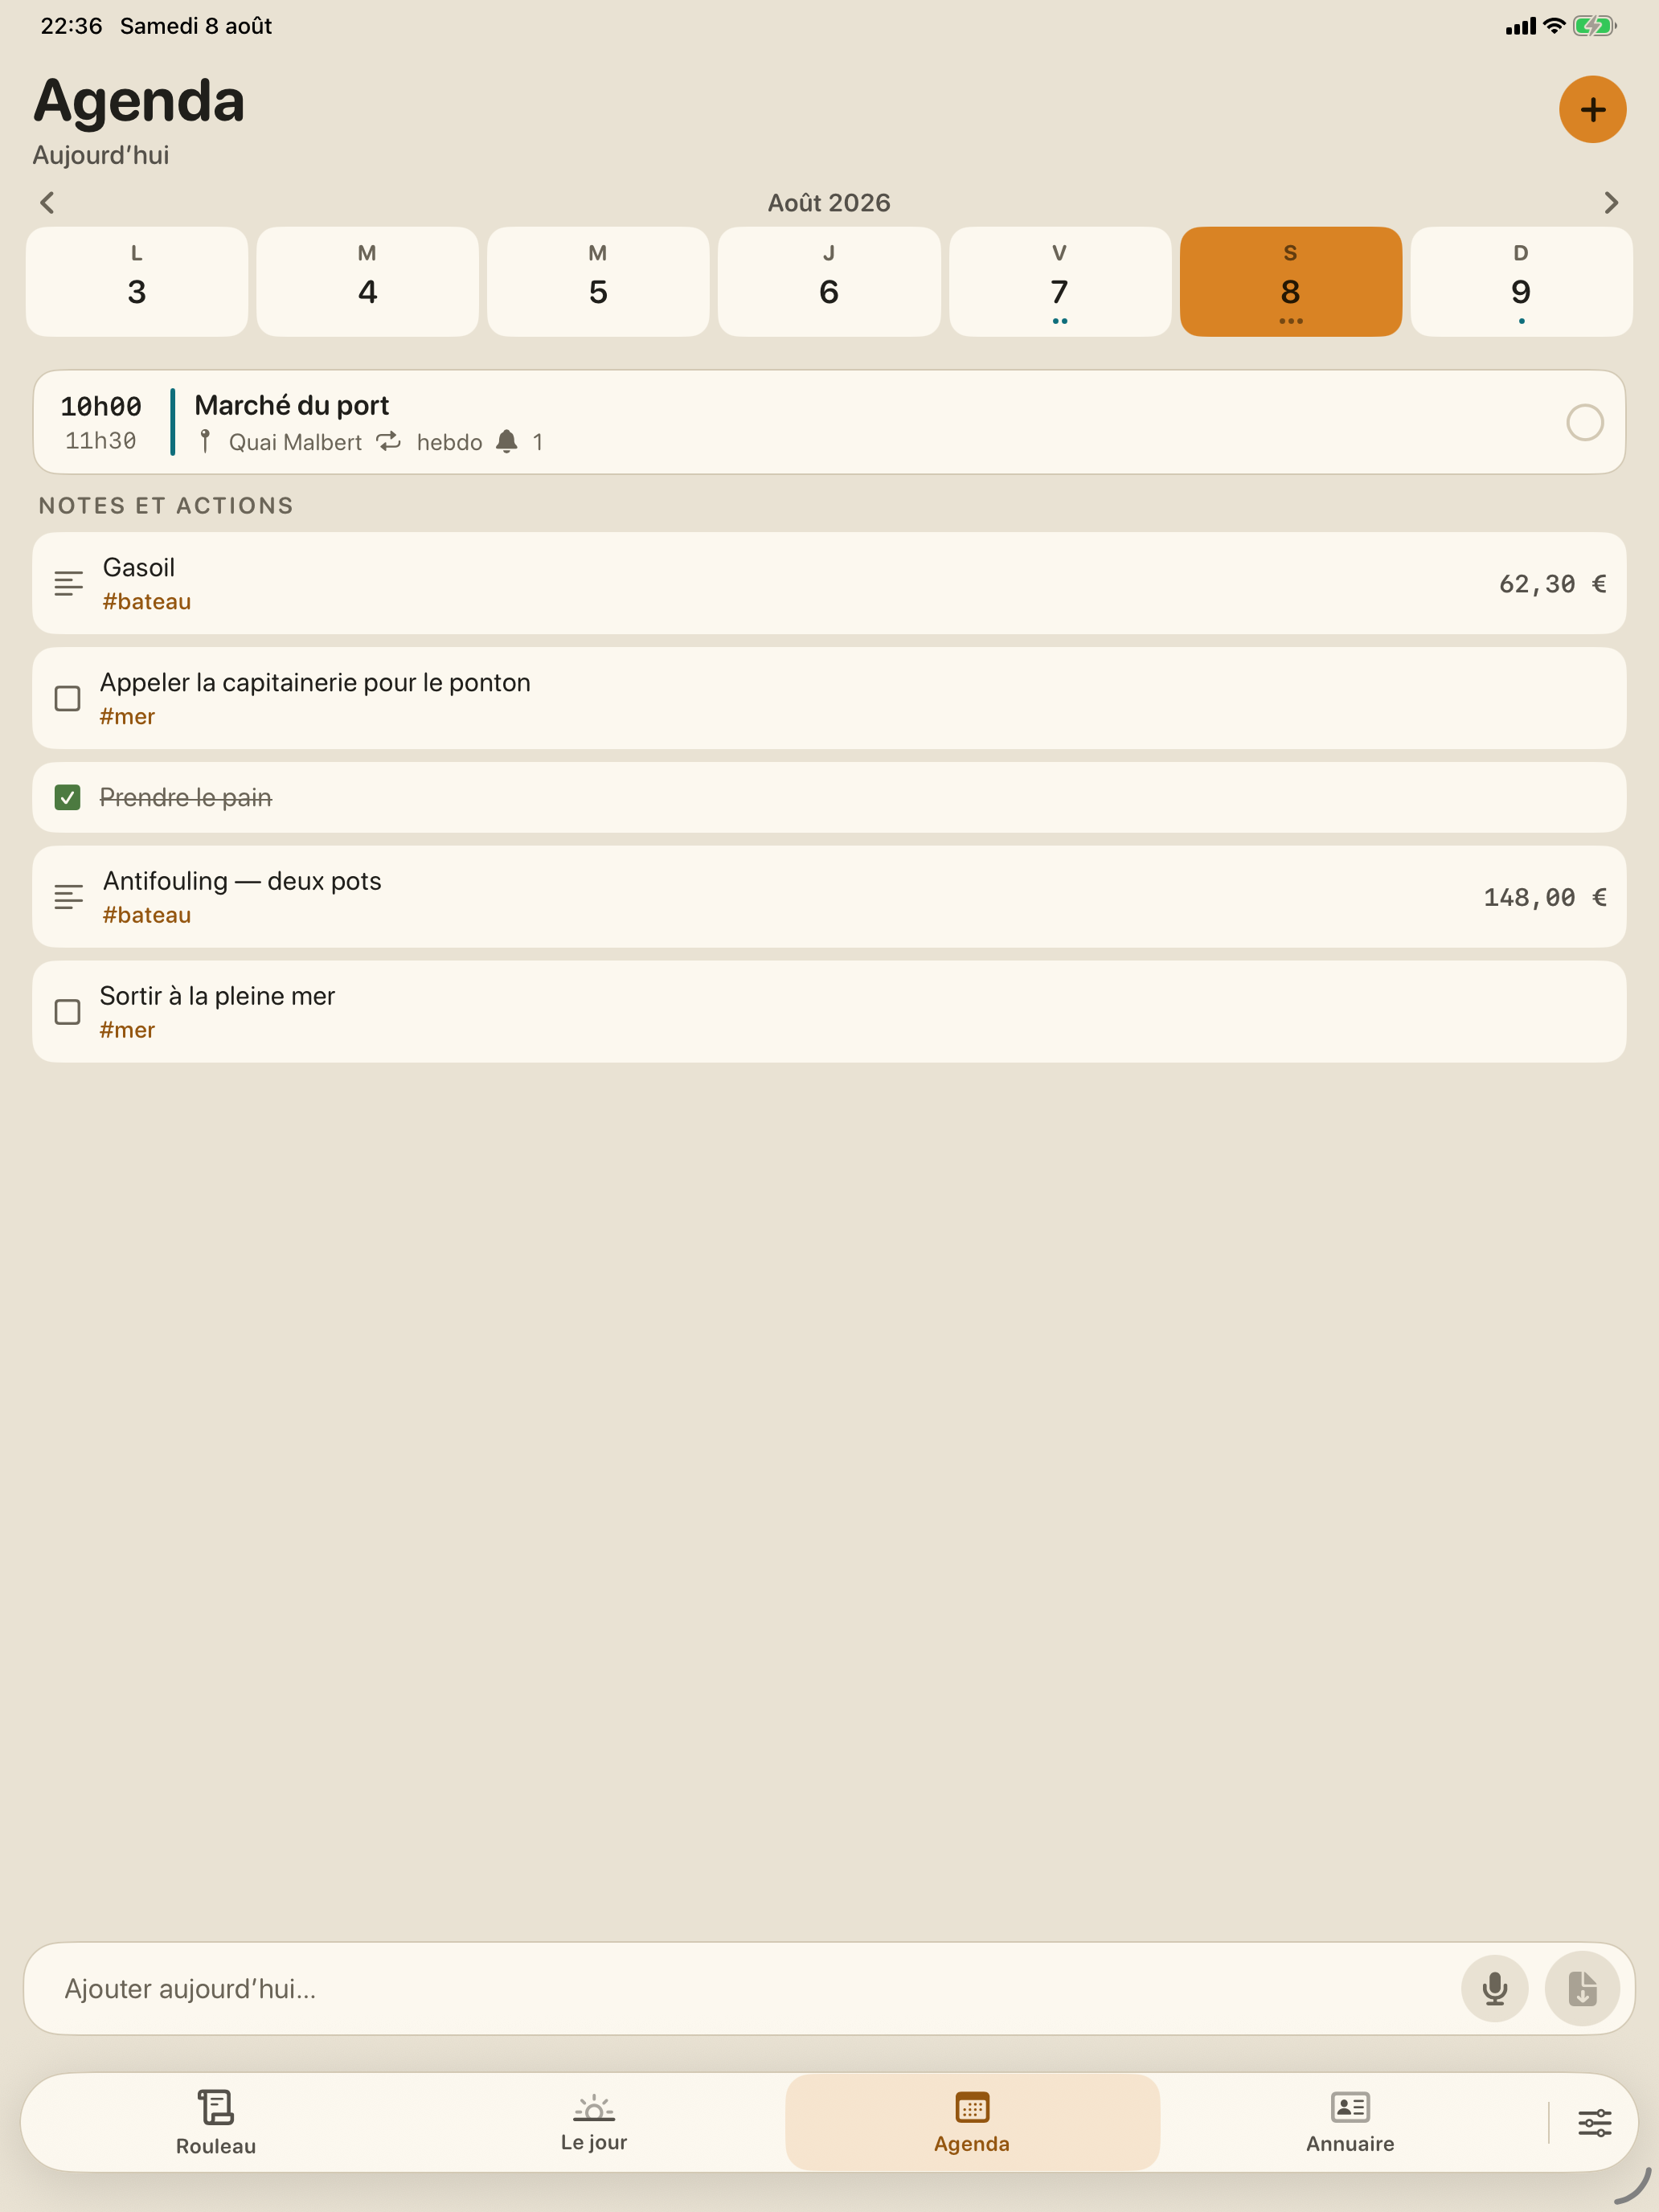 22:36 Samedi 8 août
Agenda
Aujourd’hui
Août 2026
L M M J V S D
3 4 5 6 7 8 9
10h00 Marché du port
11h30 Quai Malbert hebdo 1
NOTES ET ACTIONS
Gasoil
#bateau
62,30 €
Appeler la capitainerie pour le ponton
#mer
Prendre le pain
Antifouling — deux pots
#bateau
148,00 €
Sortir à la pleine mer
#mer
Ajouter aujourd’hui…
Rouleau Le jour Agenda Annuaire